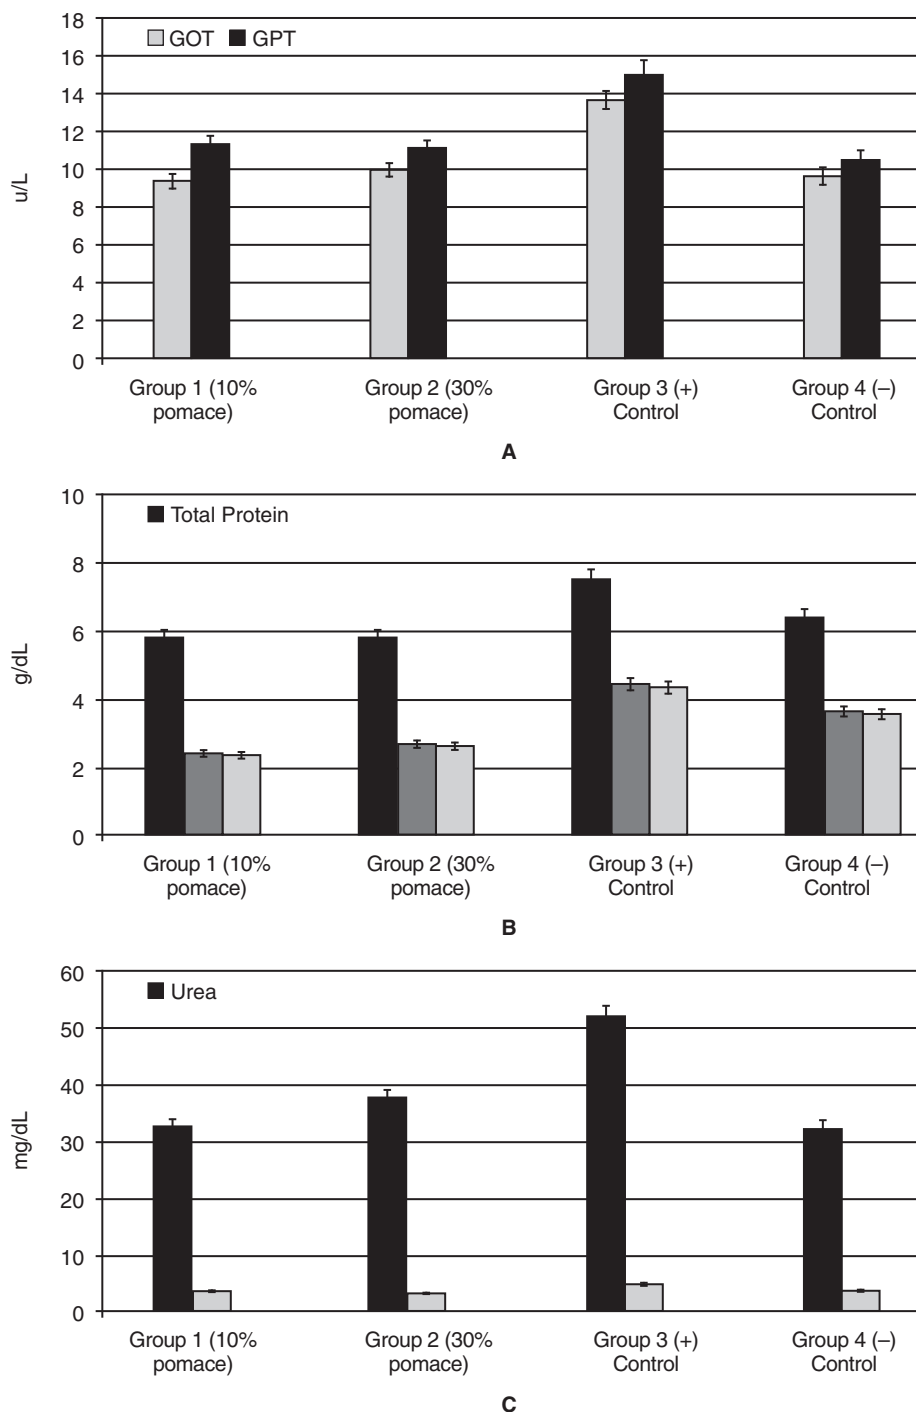 18
GOT GPT
16
14
12
10
8
6
4
2
0
u/L
Group 1 (10% pomace)
Group 2 (30% pomace)
Group 3 (+) Control
Group 4 (–) Control
A
10
Total Protein
8
6
4
2
0
g/dL
Group 1 (10% pomace)
Group 2 (30% pomace)
Group 3 (+) Control
Group 4 (–) Control
B
60
Urea
50
40
30
20
10
0
mg/dL
Group 1 (10% pomace)
Group 2 (30% pomace)
Group 3 (+) Control
Group 4 (–) Control
C